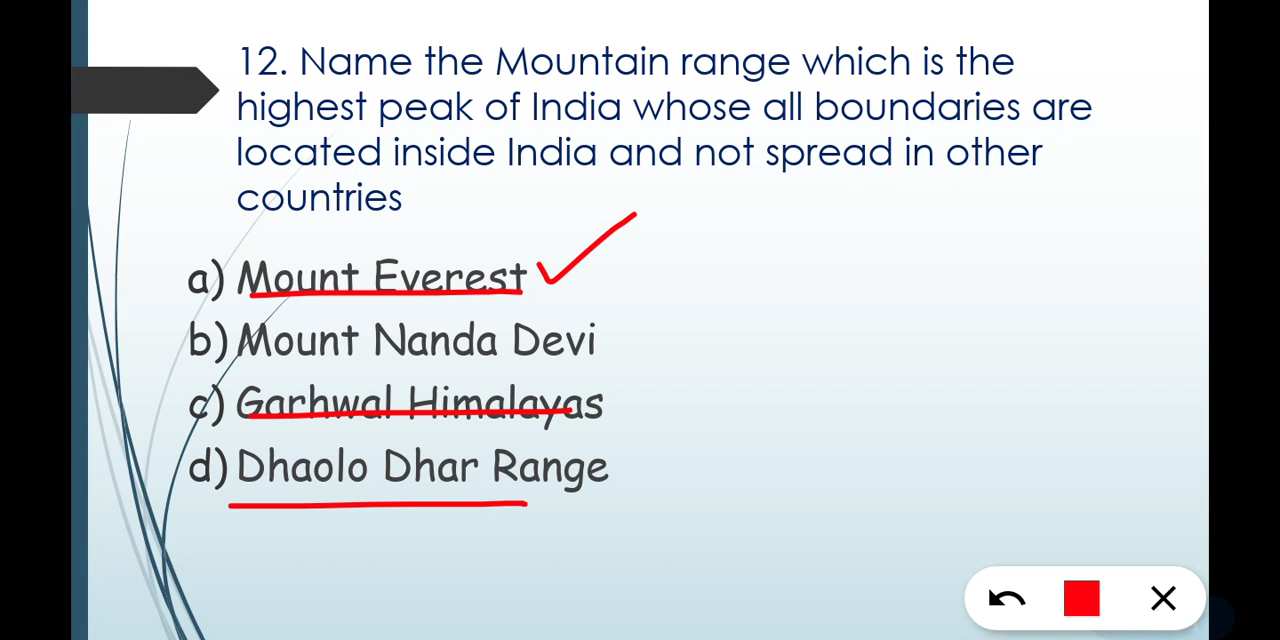 12. Name the Mountain range which is the
highest peak of India whose all boundaries are
located inside India and not spread in other
countries
a) Mount Everest
b) Mount Nanda Devi
c) Garhwal Himalayas
d) Dhaolo Dhar Range